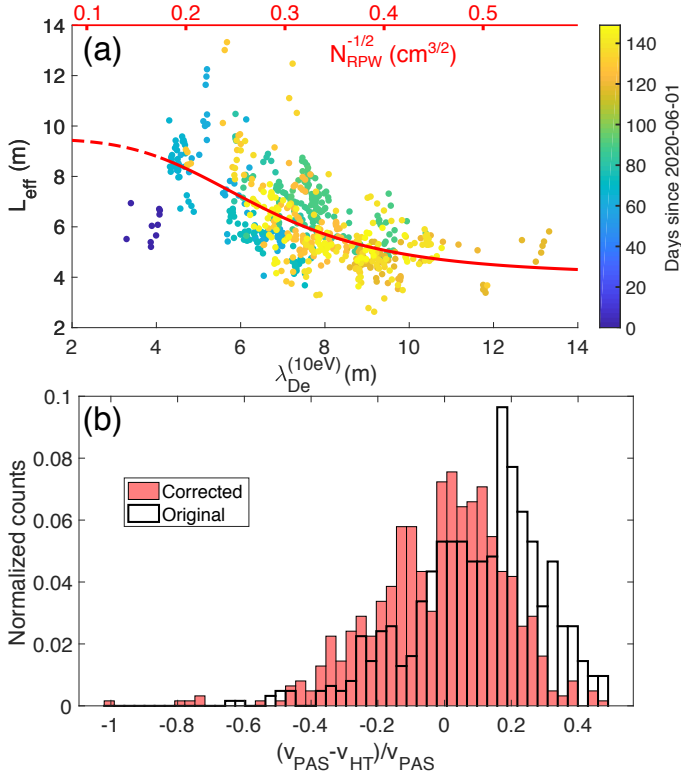 0.1 0.2 0.3 0.4 0.5
(a)
N_RPW^-1/2 (cm^3/2)
14
12
10
8
6
4
2
L_eff (m)
2 4 6 8 10 12 14
λ_De^(10eV) (m)
140
120
100
80
60
40
20
0
Days since 2020-06-01
(b)
0.1
0.08
0.06
0.04
0.02
0
Normalized counts
Corrected
Original
-1 -0.8 -0.6 -0.4 -0.2 0 0.2 0.4
(v_PAS-v_HT)/v_PAS